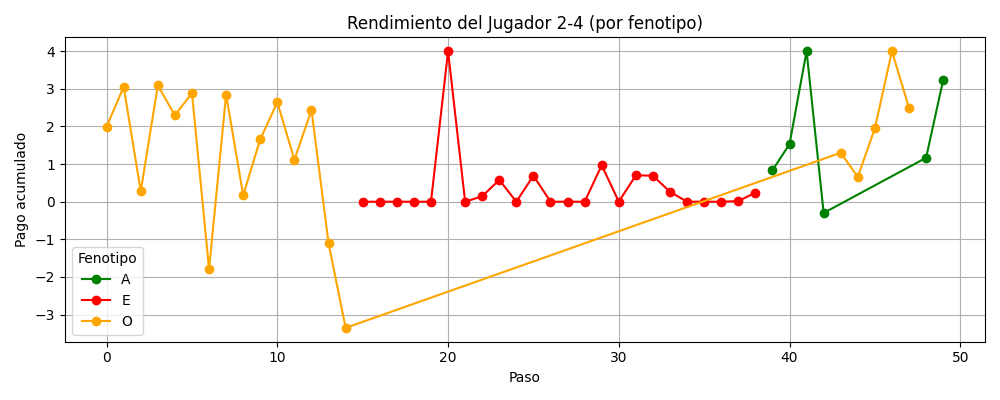 Rendimiento del Jugador 2-4 (por fenotipo)
Pago acumulado
4
3
2
1
0
−1
−2
−3
Fenotipo
A
E
O
0
10
20
30
40
50
Paso